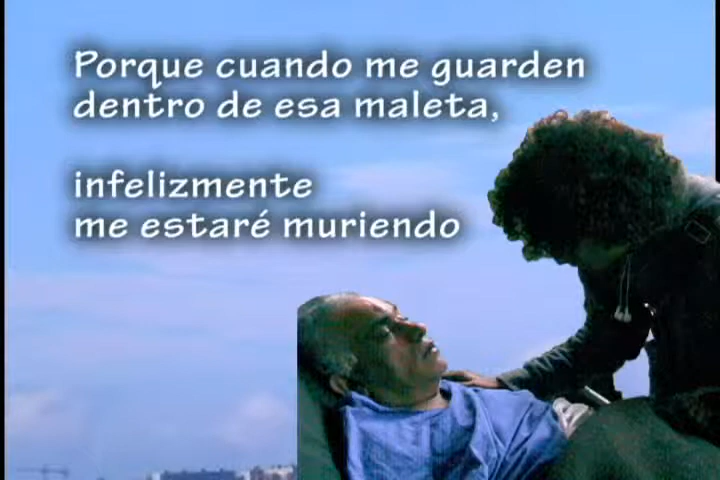 Porque cuando me guarden
dentro de esa maleta,
infelizmente
me estaré muriendo